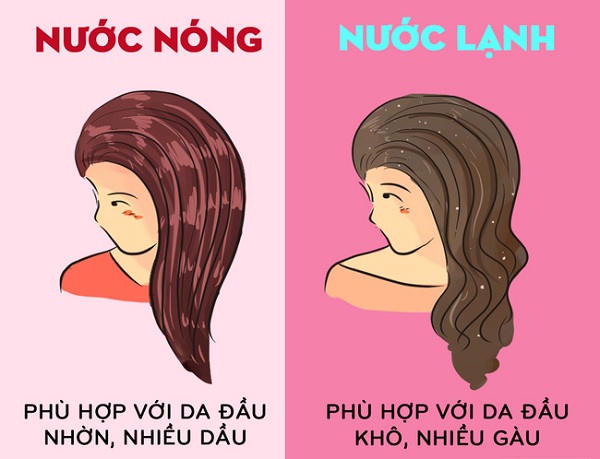 NƯỚC NÓNG
PHÙ HỢP VỚI DA ĐẦU
NHỜN, NHIỀU DẦU
NƯỚC LẠNH
PHÙ HỢP VỚI DA ĐẦU
KHÔ, NHIỀU GÀU